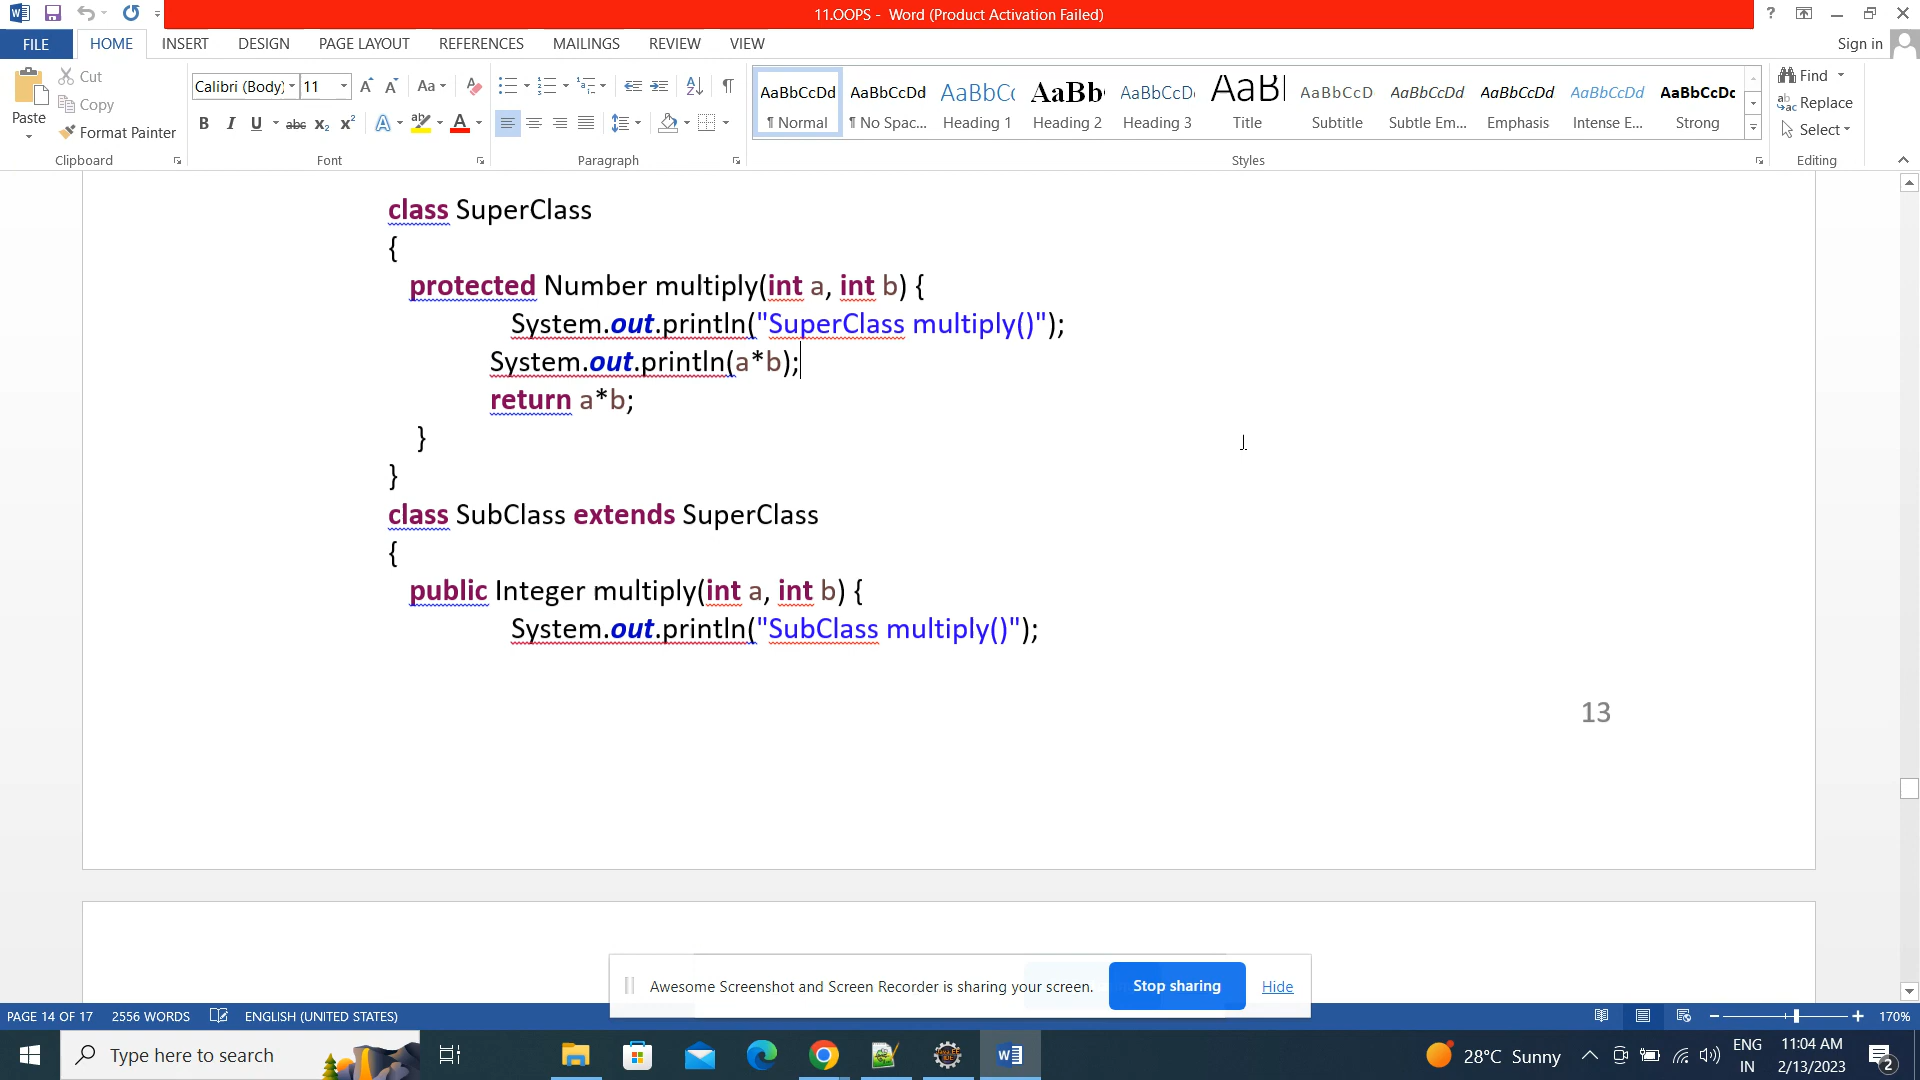 11.OOPS - Word (Product Activation Failed)
FILE HOME INSERT DESIGN PAGE LAYOUT REFERENCES MAILINGS REVIEW VIEW Sign in
Paste Cut
Copy
Format Painter
Calibri (Body) 11
AaBbCcDd AaBbCcDd AaBbCc AaBb AaBbCcD AaB AaBbCcD AaBbCcDd AaBbCcDd AaBbCcDd AaBbCcDc
¶ Normal ¶ No Spac... Heading 1 Heading 2 Heading 3 Title Subtitle Subtle Em... Emphasis Intense E... Strong
Find
Replace
Select
Clipboard Font Paragraph Styles Editing
class SuperClass
{
protected Number multiply(int a, int b) {
System.out.println("SuperClass multiply()");
System.out.println(a*b);
return a*b;
}
}
class SubClass extends SuperClass
{
public Integer multiply(int a, int b) {
System.out.println("SubClass multiply()");
13
Awesome Screenshot and Screen Recorder is sharing your screen. Stop sharing Hide
PAGE 14 OF 17 2556 WORDS ENGLISH (UNITED STATES) 170%
Type here to search 28°C Sunny ENG IN 11:04 AM 2/13/2023 2